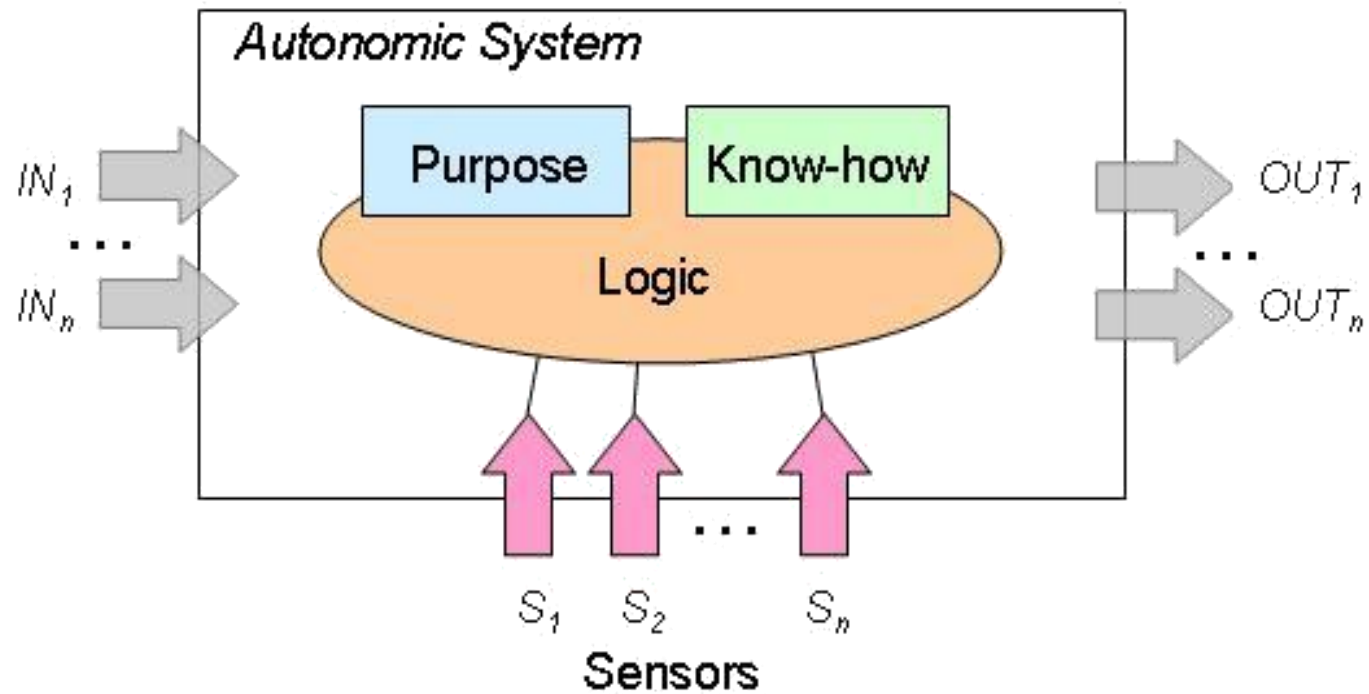 Autonomic System
Purpose
Know-how
IN₁
OUT₁
...
...
Logic
INₙ
OUTₙ
...
S₁ S₂ Sₙ
Sensors